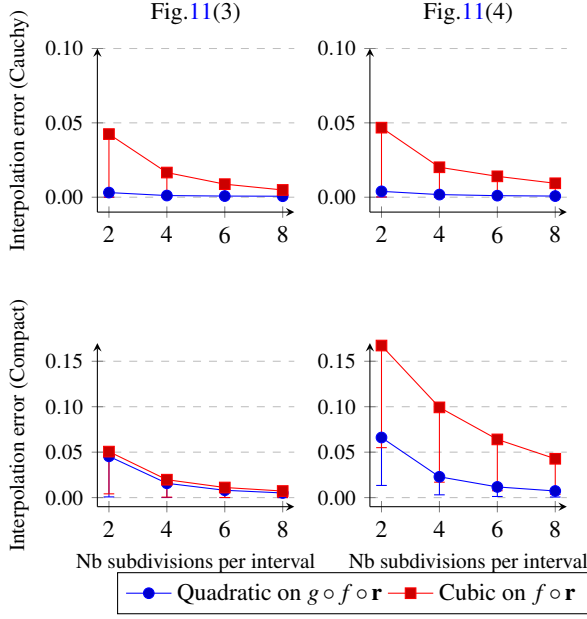 Fig.11(3) Fig.11(4)
Interpolation error (Cauchy)
0.10 0.10
0.05 0.05
0.00 0.00
2 4 6 8 2 4 6 8
Interpolation error (Compact)
0.15 0.15
0.10 0.10
0.05 0.05
0.00 0.00
2 4 6 8 2 4 6 8
Nb subdivisions per interval Nb subdivisions per interval
Quadratic on g ∘ f ∘ r Cubic on f ∘ r